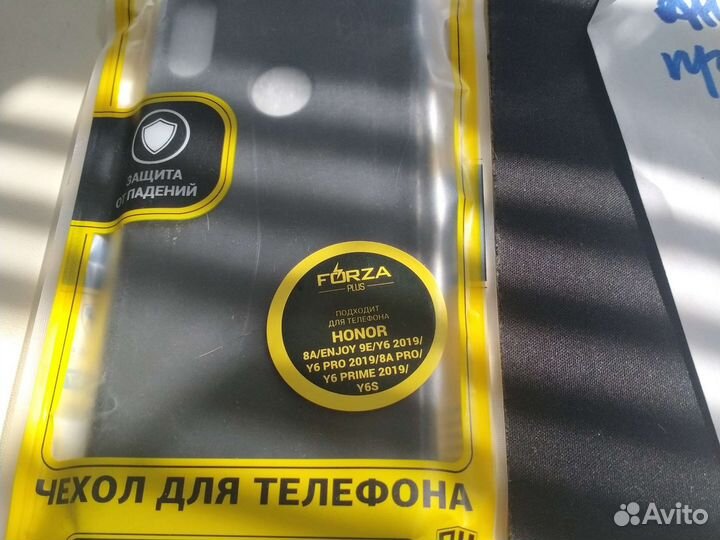 ЗАЩИТА
ОТ ПАДЕНИЙ
FORZA
PLUS
ПОДХОДИТ
ДЛЯ ТЕЛЕФОНА
HONOR
8A/ENJOY 9E/Y6 2019/
Y6 PRO 2019/8A PRO/
Y6 PRIME 2019/
Y6S
ЧЕХОЛ ДЛЯ ТЕЛЕФОНА
Avito